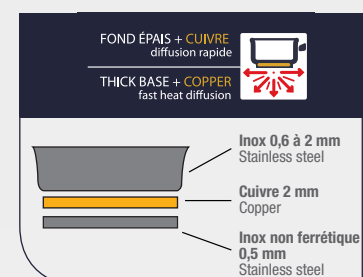 FOND ÉPAIS + CUIVRE
diffusion rapide
THICK BASE + COPPER
fast heat diffusion
Inox 0,6 à 2 mm
Stainless steel
Cuivre 2 mm
Copper
Inox non ferrétique
0,5 mm
Stainless steel